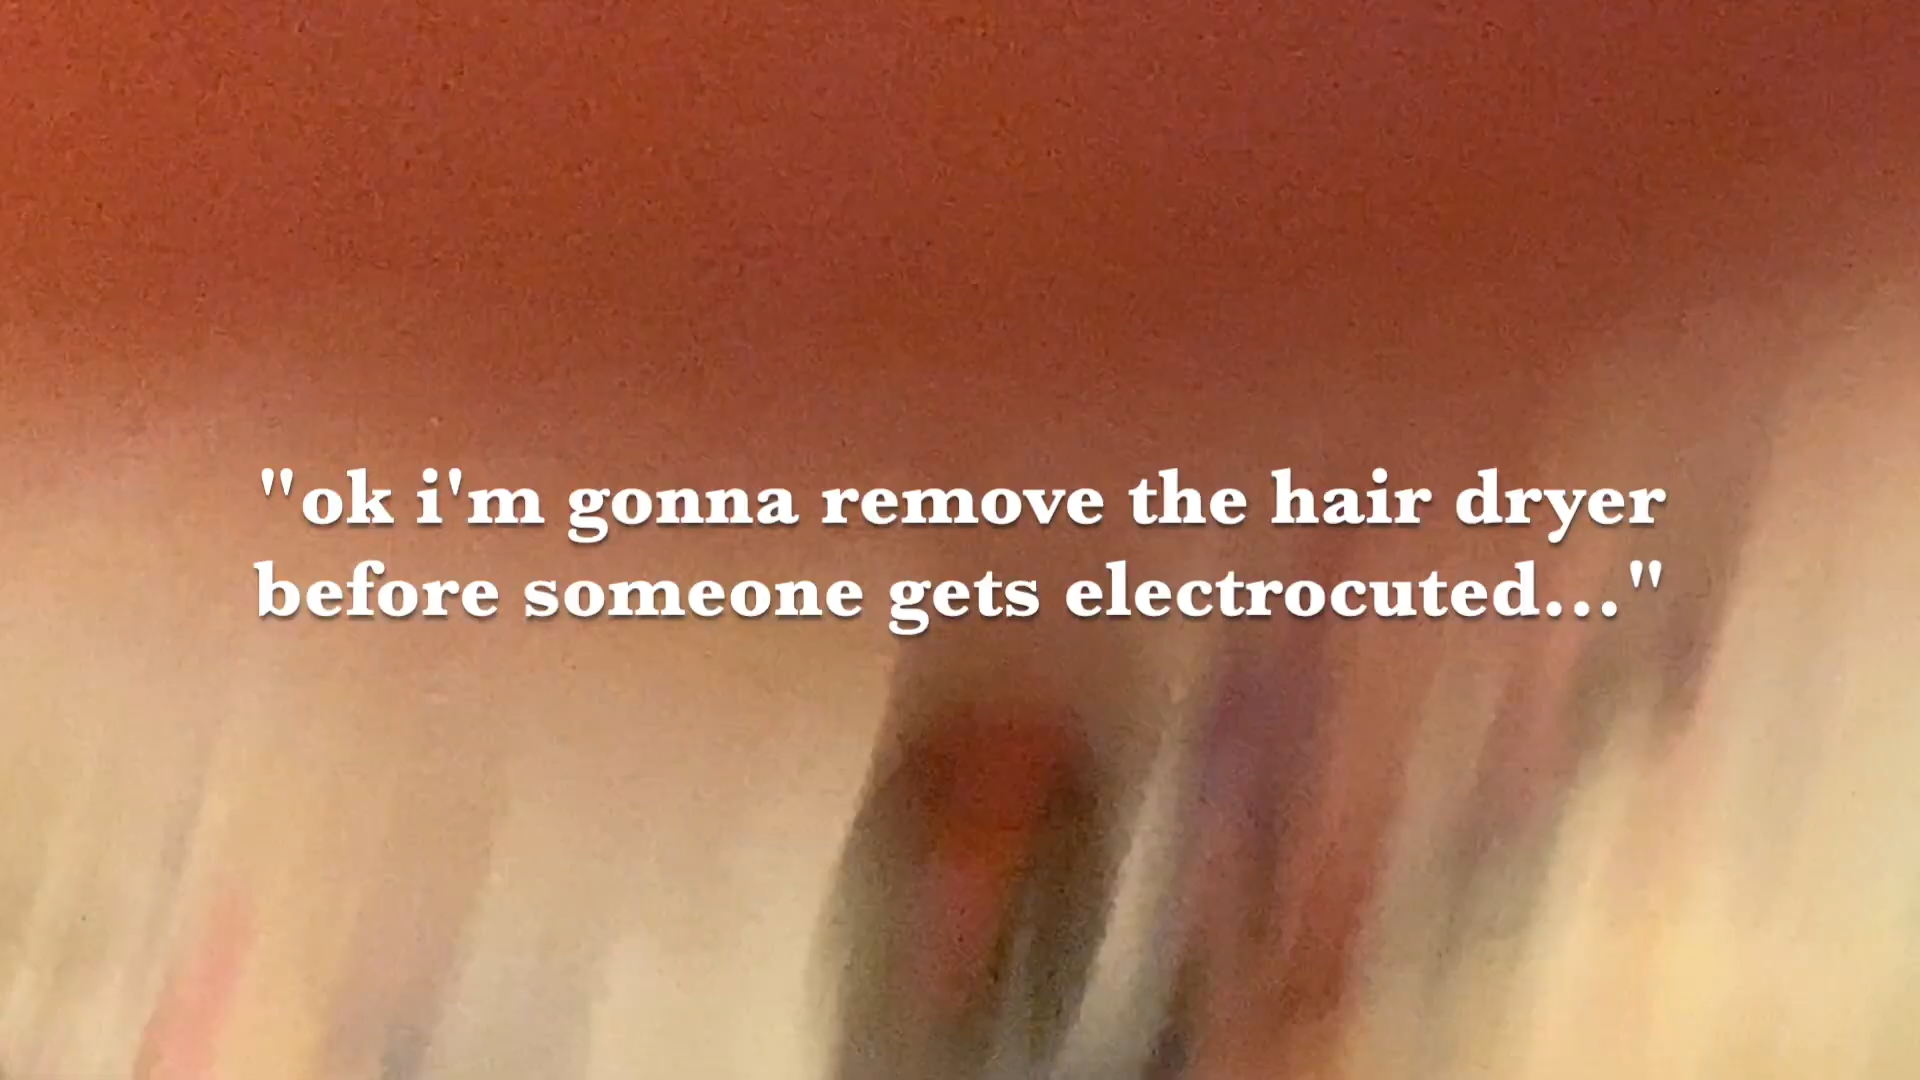 "ok i'm gonna remove the hair dryer
before someone gets electrocuted..."